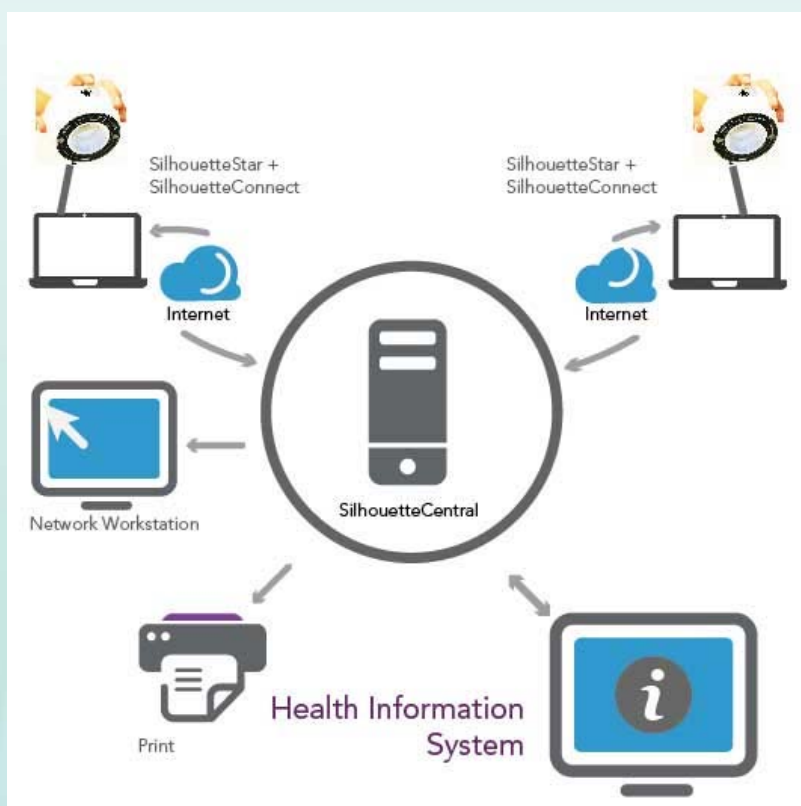 SilhouetteStar +
SilhouetteConnect
SilhouetteStar +
SilhouetteConnect
Internet
Internet
SilhouetteCentral
Network Workstation
Health Information
System
Print
i